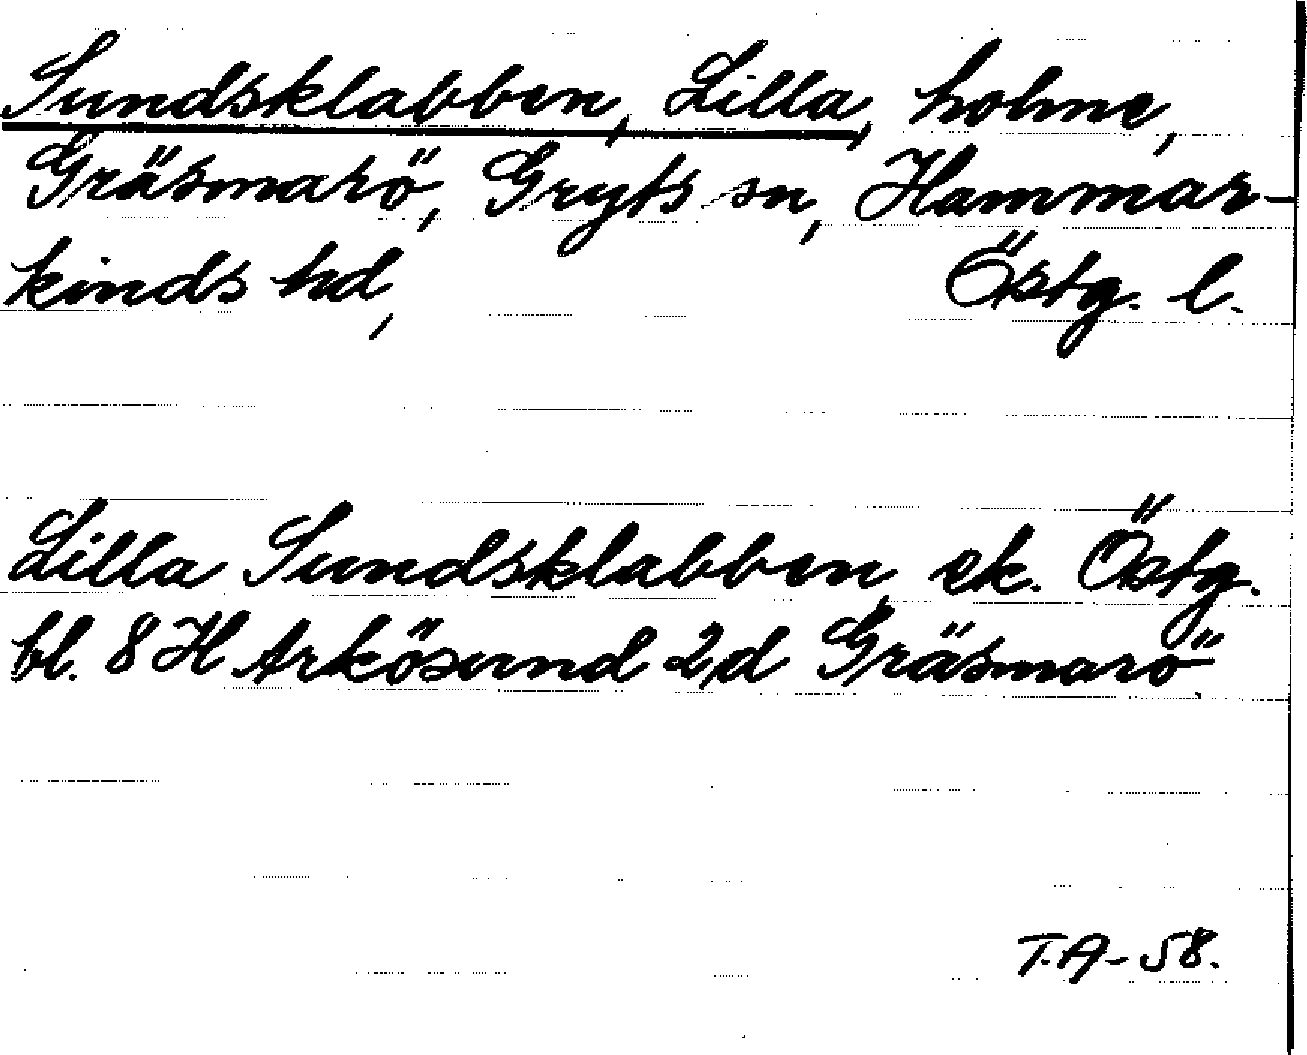 Sundsklabben, Lilla, holme,
Gräsmarö, Gryts sn, Hammar-
kinds hd, Östg. l.
Lilla Sundsklabben, ek. Östg.
bl. 8 H Arkösund 2,d Gräsmarö.
T.A-58.